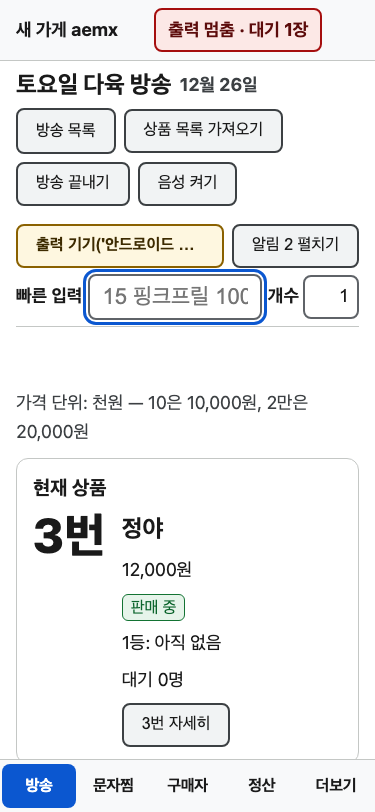 새 가게 aemx
출력 멈춤 · 대기 1장
토요일 다육 방송 12월 26일
방송 목록
상품 목록 가져오기
방송 끝내기
음성 켜기
출력 기기('안드로이드 ...
알림 2 펼치기
빠른 입력 15 핑크프릴 100 개수 1
가격 단위: 천원 — 10은 10,000원, 2만은
20,000원
현재 상품
3번 정야
12,000원
판매 중
1등: 아직 없음
대기 0명
3번 자세히
방송 문자찜 구매자 정산 더보기